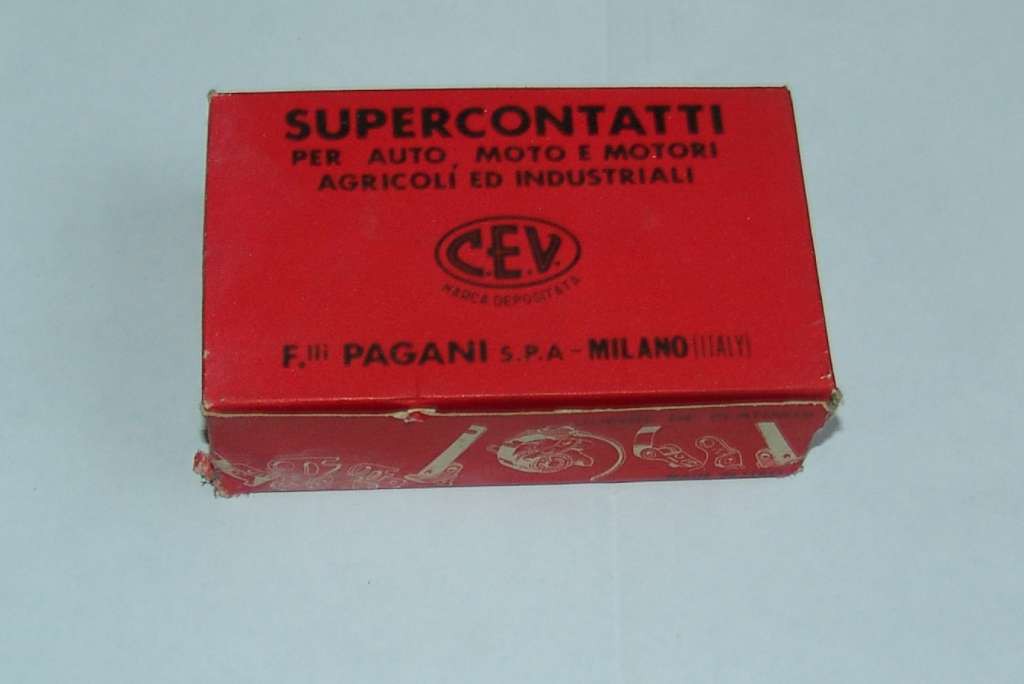 SUPERCONTATTI
PER AUTO, MOTO E MOTORI
AGRICOLI ED INDUSTRIALI
C.E.V.
MARCA DEPOSITATA
F.lli PAGANI S.P.A - MILANO (ITALY)